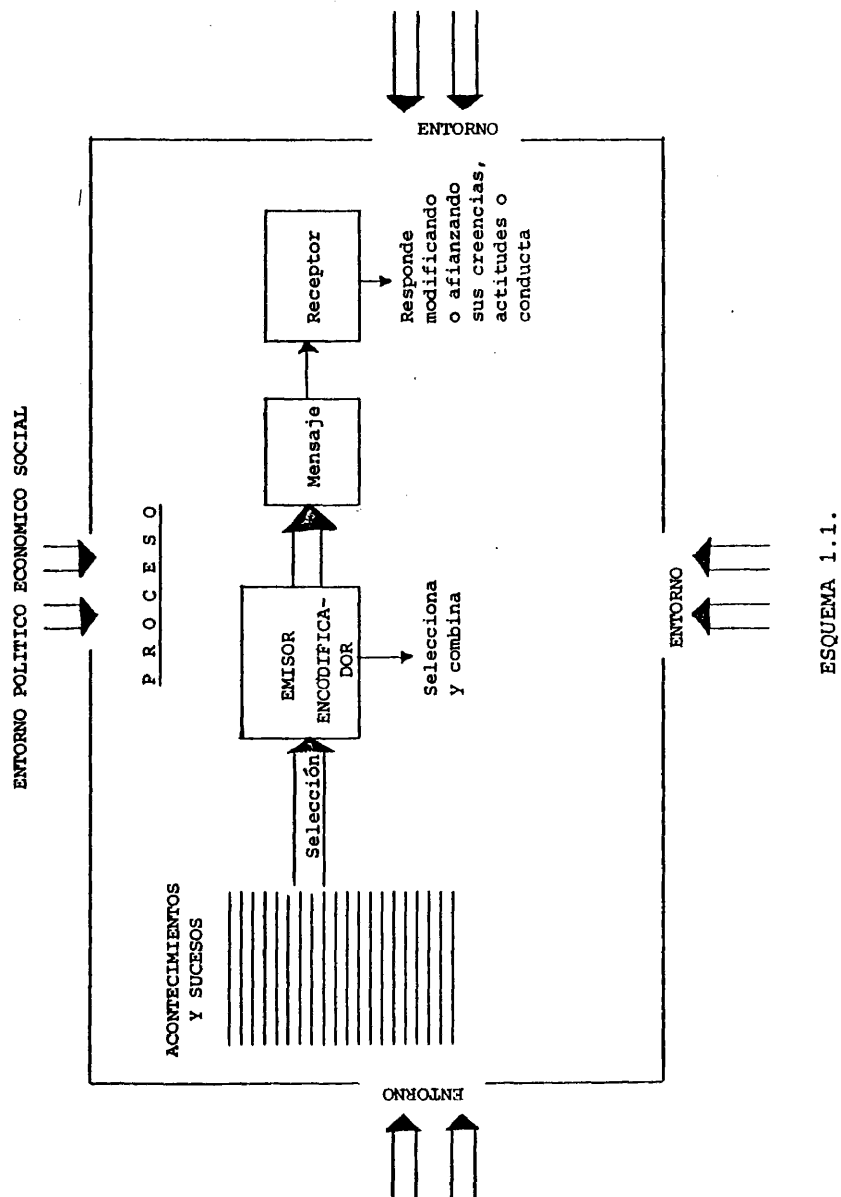 ENTORNO POLITICO ECONOMICO SOCIAL
P R O C E S O
ACONTECIMIENTOS
Y SUCESOS
Selección
EMISOR
ENCODIFICA-
DOR
Selecciona
y combina
Mensaje
Receptor
Responde
modificando
o afianzando
sus creencias,
actitudes o
conducta
ENTORNO
ENTORNO
ENTORNO
ESQUEMA 1.1.